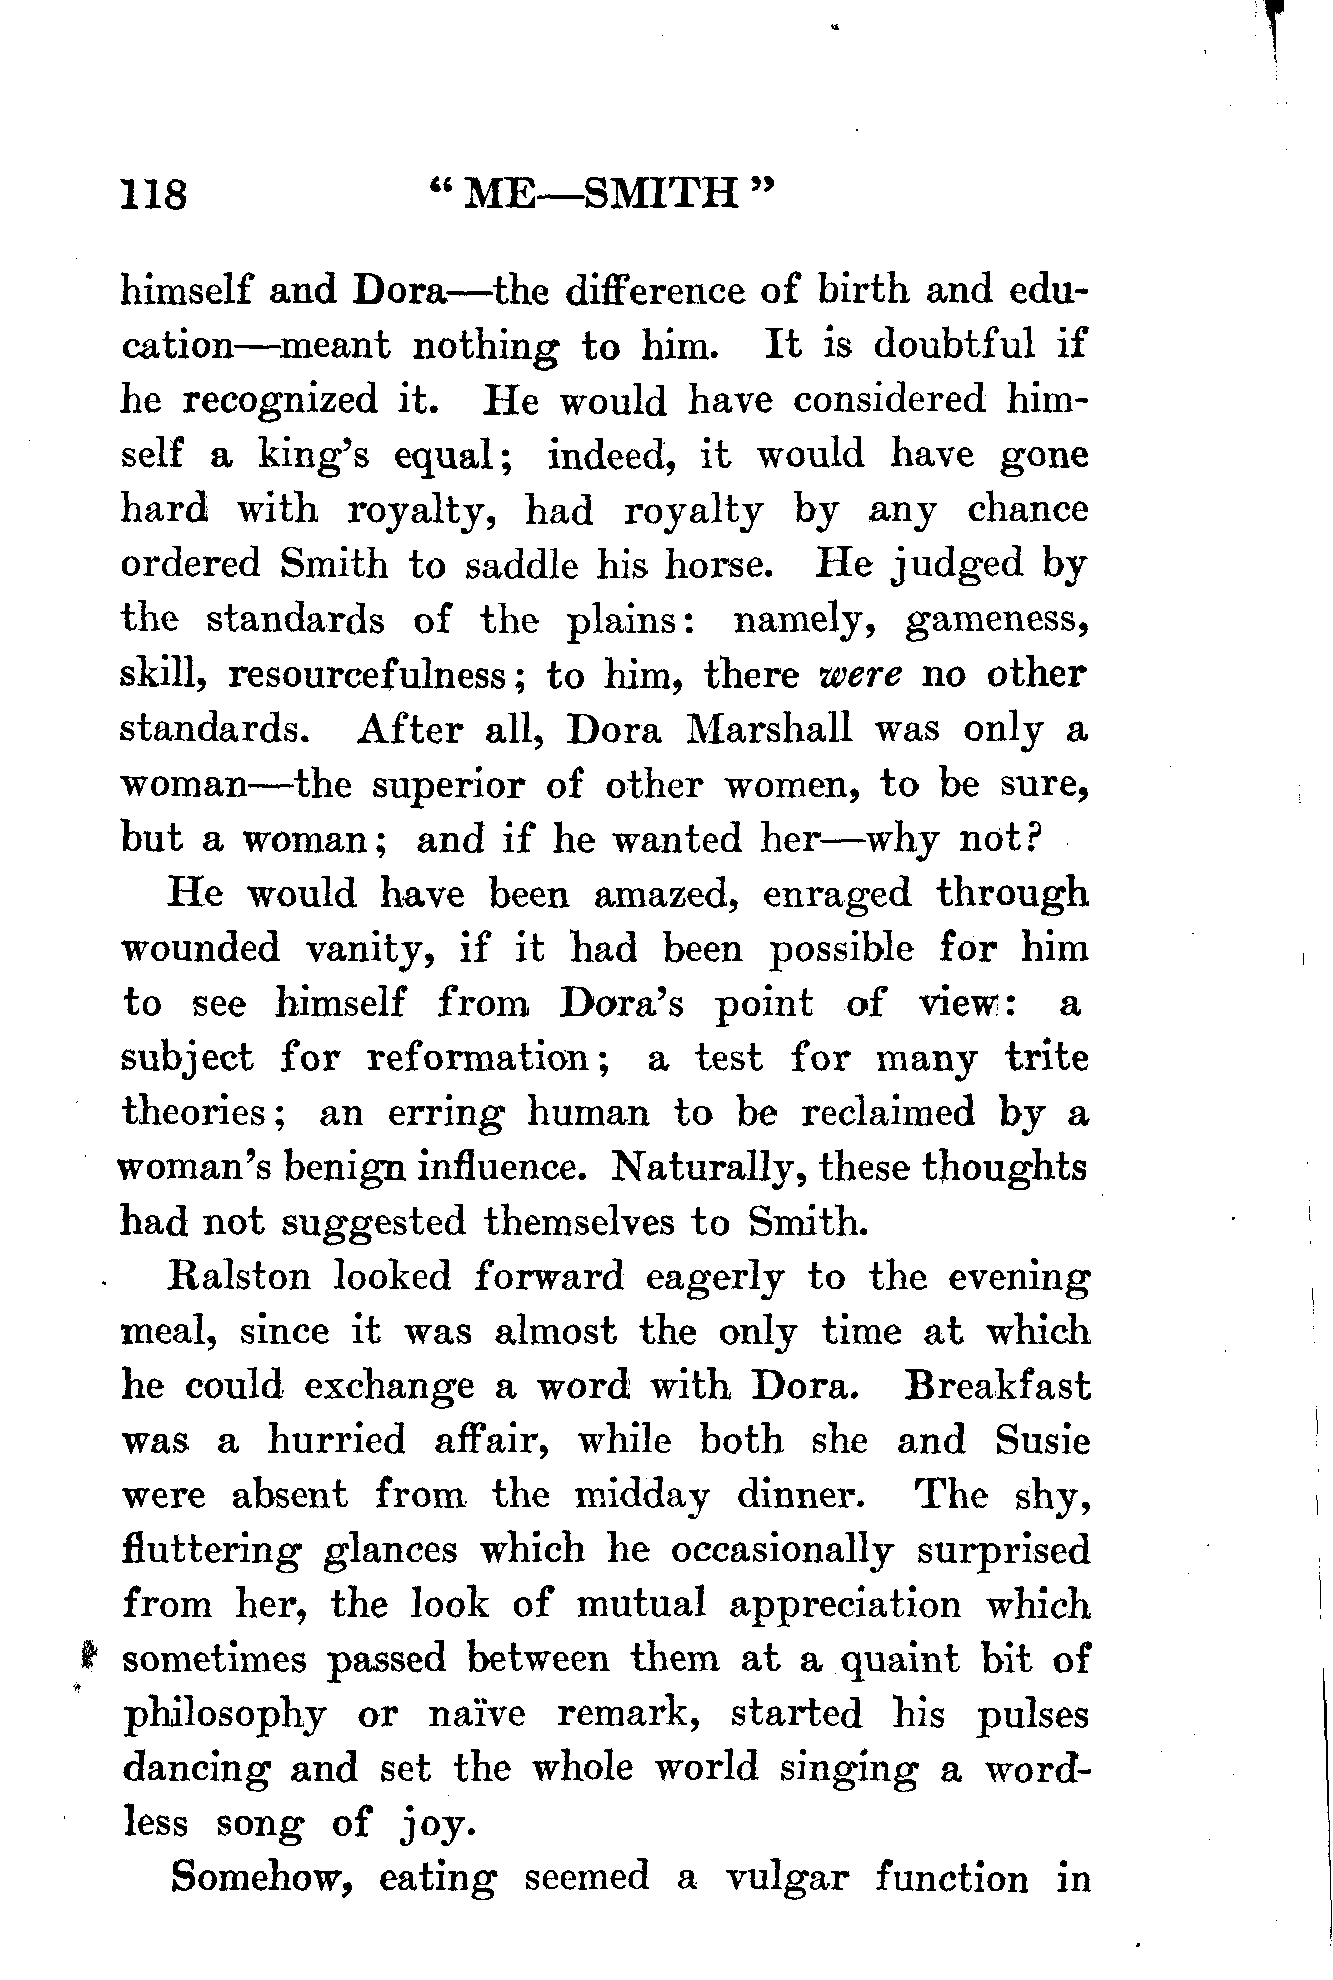 118 “ ME—SMITH ”
himself and Dora—the difference of birth and edu-
cation—meant nothing to him. It is doubtful if
he recognized it. He would have considered him-
self a king’s equal; indeed, it would have gone
hard with royalty, had royalty by any chance
ordered Smith to saddle his horse. He judged by
the standards of the plains: namely, gameness,
skill, resourcefulness; to him, there were no other
standards. After all, Dora Marshall was only a
woman—the superior of other women, to be sure,
but a woman; and if he wanted her—why not?
He would have been amazed, enraged through
wounded vanity, if it had been possible for him
to see himself from Dora’s point of view: a
subject for reformation; a test for many trite
theories; an erring human to be reclaimed by a
woman’s benign influence. Naturally, these thoughts
had not suggested themselves to Smith.
Ralston looked forward eagerly to the evening
meal, since it was almost the only time at which
he could exchange a word with Dora. Breakfast
was a hurried affair, while both she and Susie
were absent from the midday dinner. The shy,
fluttering glances which he occasionally surprised
from her, the look of mutual appreciation which
sometimes passed between them at a quaint bit of
philosophy or naïve remark, started his pulses
dancing and set the whole world singing a word-
less song of joy.
Somehow, eating seemed a vulgar function in